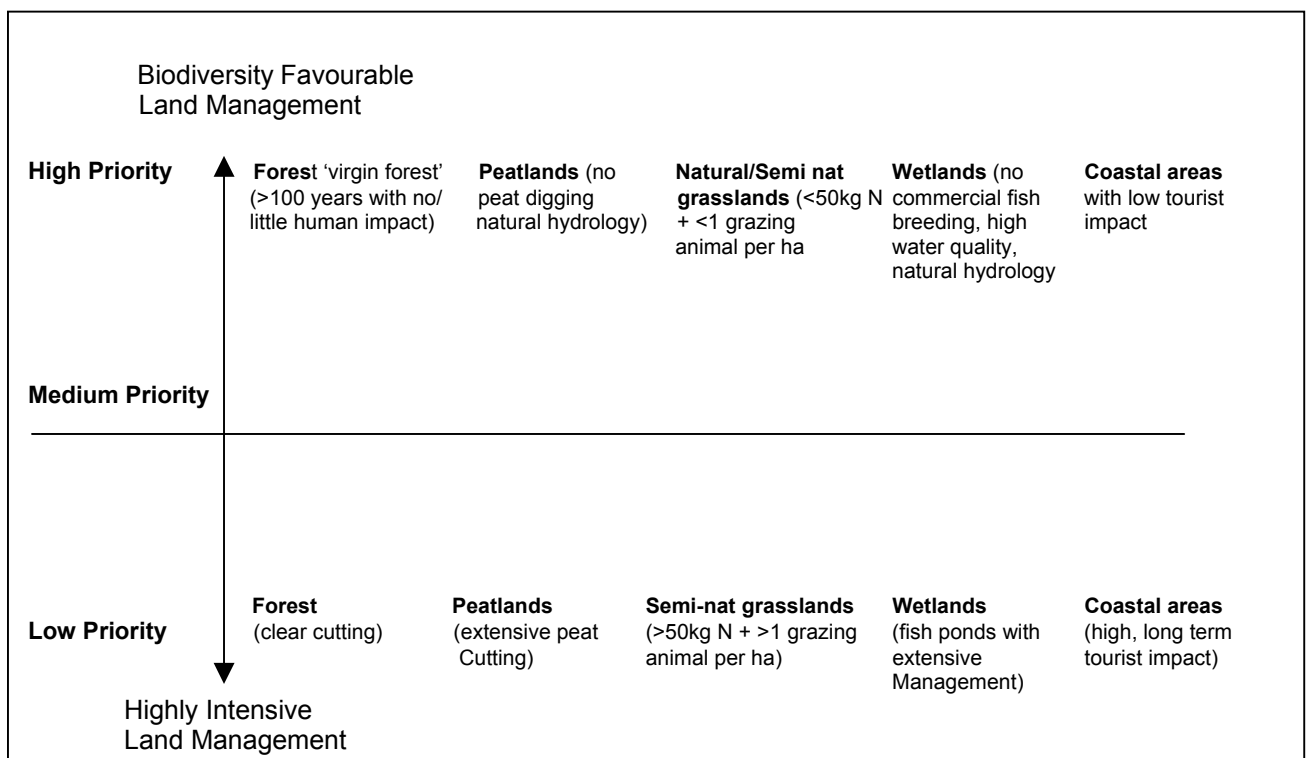 Biodiversity Favourable
Land Management
High Priority
Forest 'virgin forest'
(>100 years with no/
little human impact)
Peatlands (no
peat digging
natural hydrology)
Natural/Semi nat
grasslands (<50kg N
+ <1 grazing
animal per ha
Wetlands (no
commercial fish
breeding, high
water quality,
natural hydrology
Coastal areas
with low tourist
impact
Medium Priority
Low Priority
Forest
(clear cutting)
Peatlands
(extensive peat
Cutting)
Semi-nat grasslands
(>50kg N + >1 grazing
animal per ha)
Wetlands
(fish ponds with
extensive
Management)
Coastal areas
(high, long term
tourist impact)
Highly Intensive
Land Management